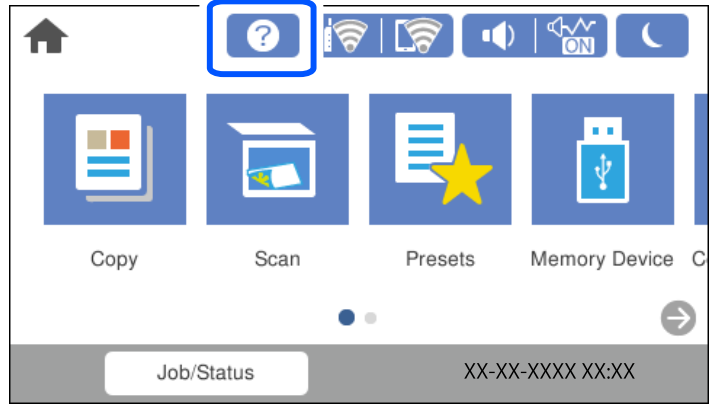 ?
ON
Copy Scan Presets Memory Device C
Job/Status XX-XX-XXXX XX:XX